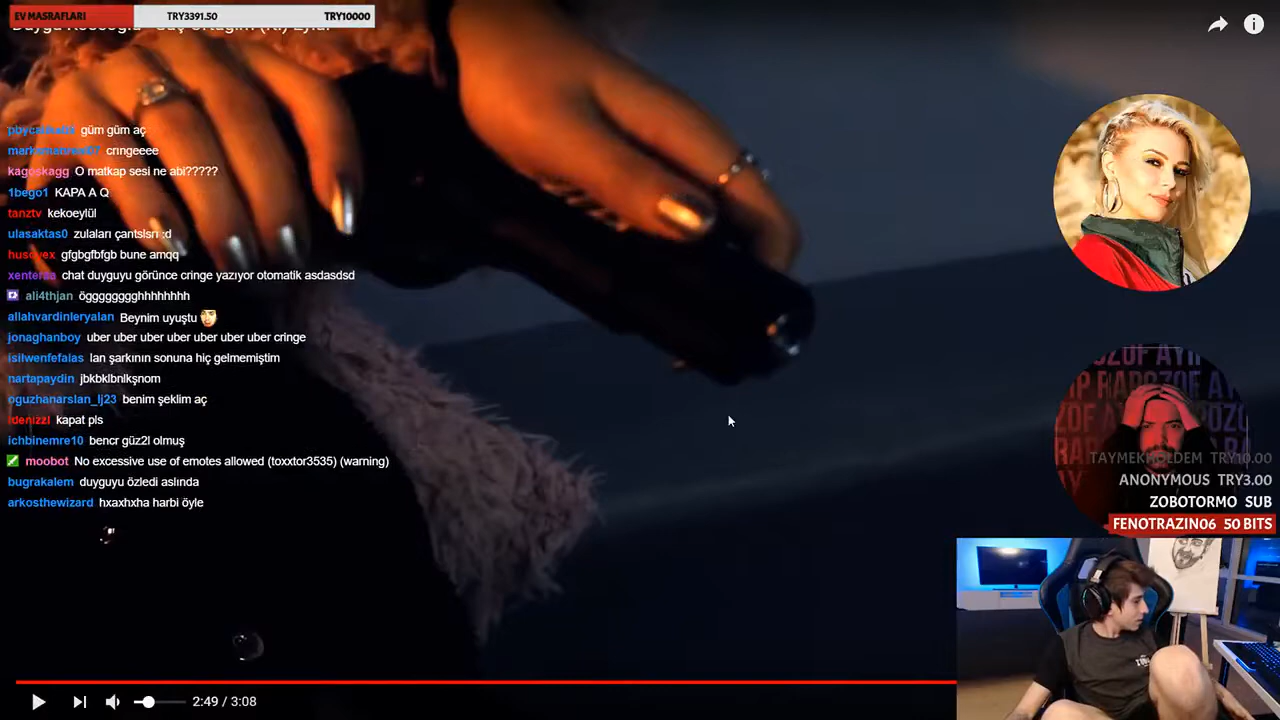 EV MASRAFLARI TRY3391.50 TRY10000
güm güm aç
cringeeee
kagoskagg O matkap sesi ne abi?????
1bego1 KAPA A Q
tanztv kekoeylül
ulasaktas0 zulaları çantslsrı :d
gfgbgfbfgb bune amqq
chat duyguyu görünce cringe yazıyor otomatik asdasdsd
ali4thjan ögggggggghhhhhhhh
allahvardinleryalan Beynim uyuştu
jonaghanboy uber uber uber uber uber uber uber cringe
isilwenfefalas lan şarkının sonuna hiç gelmemiştim
nartapaydin jbkbklbnlkşnom
oguzhanarslan_lj23 benim şeklim aç
idenizzl kapat pls
ichbinemre10 bencr güz2l olmuş
moobot No excessive use of emotes allowed (toxxtor3535) (warning)
bugrakalem duyguyu özledi aslında
arkosthewizard hxaxhxha harbi öyle
TAYMEKHOLDEM TRY10.00
ANONYMOUS TRY3.00
ZOBOTORMO SUB
FENOTRAZIN06 50 BITS
2:49 / 3:08